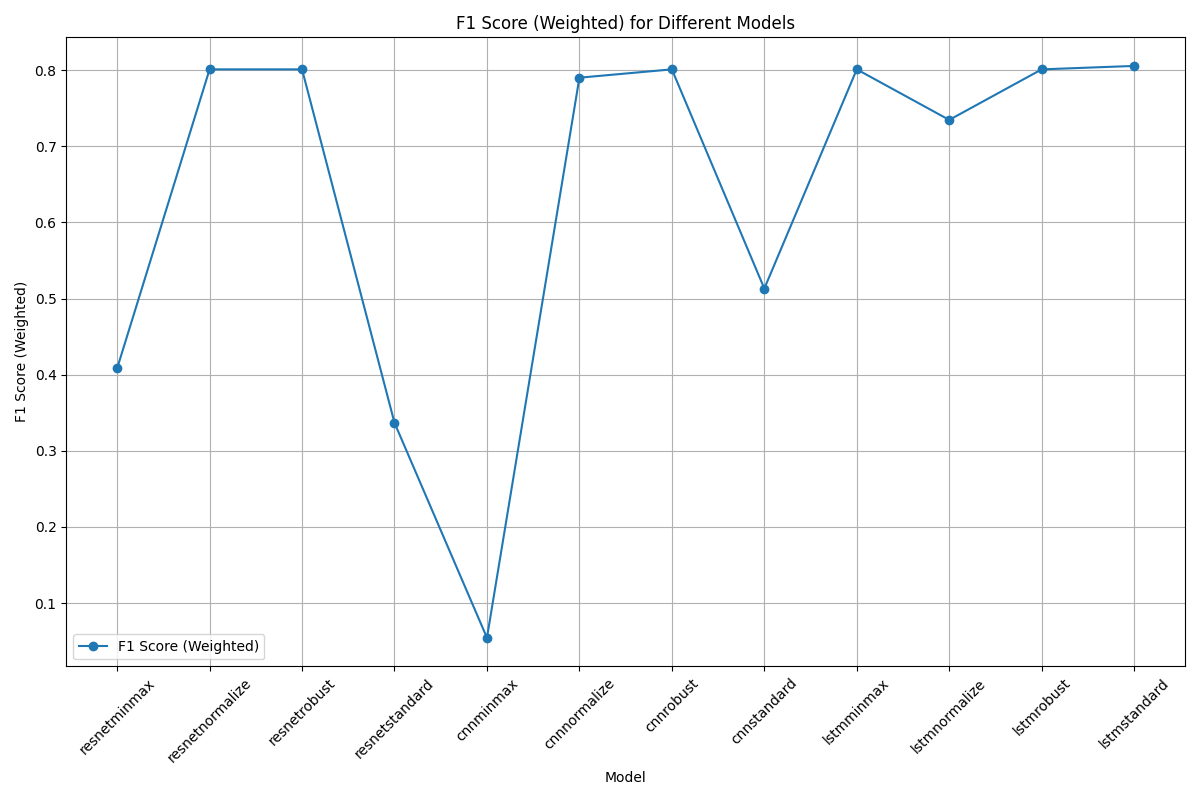 F1 Score (Weighted) for Different Models
F1 Score (Weighted)
0.8
0.7
0.6
0.5
0.4
0.3
0.2
0.1
F1 Score (Weighted)
resnetminmax
resnetnormalize
resnetrobust
resnetstandard
cnnminmax
cnnnormalize
cnnrobust
cnnstandard
lstmminmax
lstmnormalize
lstmrobust
lstmstandard
Model